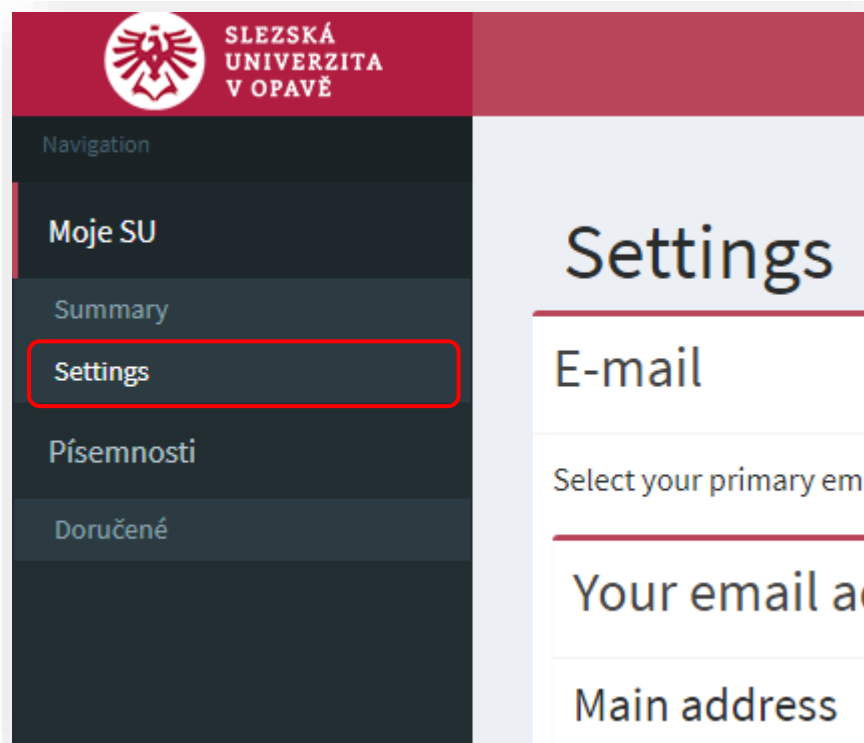 SLEZSKÁ
UNIVERZITA
V OPAVĚ
Navigation
Moje SU
Summary
Settings
Písemnosti
Doručené
Settings
E-mail
Select your primary em
Your email a
Main address